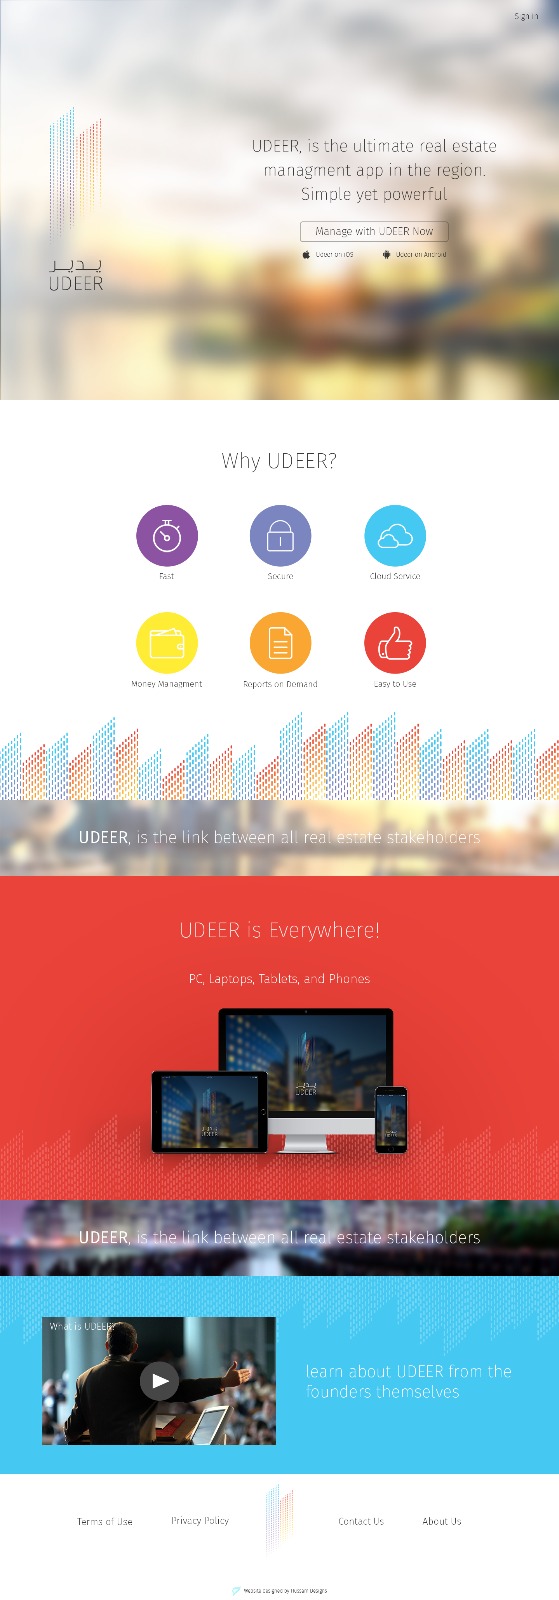 Sign in
UDEER, is the ultimate real estate
managment app in the region.
Simple yet powerful
Manage with UDEER Now
Udeer on iOS
Udeer on Android
يدير
UDEER
Why UDEER?
Fast
Secure
Cloud Service
Money Managment
Reports on Demand
Easy to Use
UDEER, is the link between all real estate stakeholders
UDEER is Everywhere!
PC, Laptops, Tablets, and Phones
يدير
UDEER
UDEER
UDEER, is the link between all real estate stakeholders
What is UDEER?
learn about UDEER from the
founders themselves
Terms of Use
Privacy Policy
Contact Us
About Us
Website designed by Hussam Designs